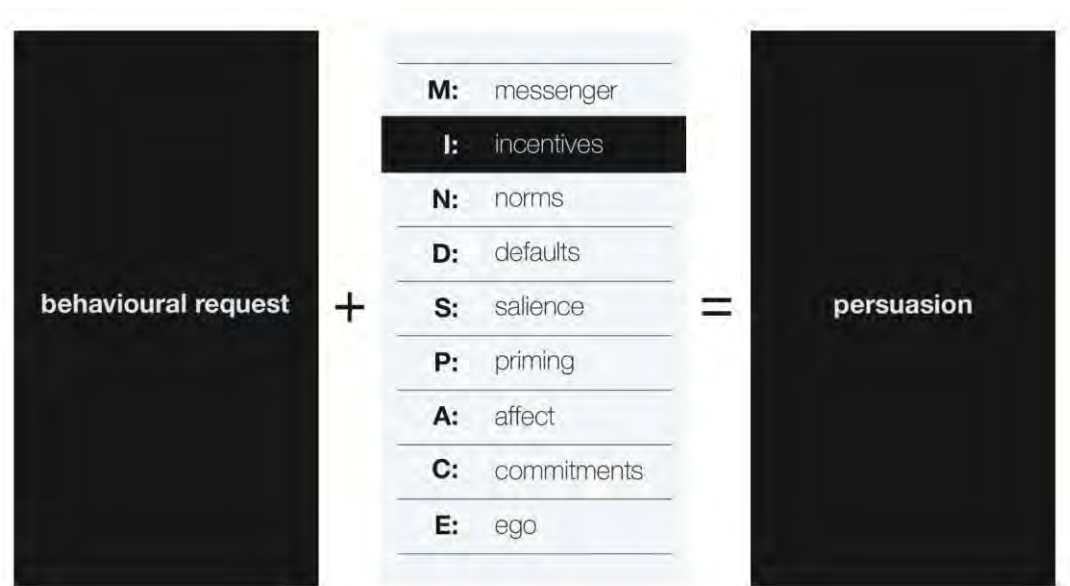 behavioural request
+
M: messenger
I: incentives
N: norms
D: defaults
S: salience
P: priming
A: affect
C: commitments
E: ego
=
persuasion